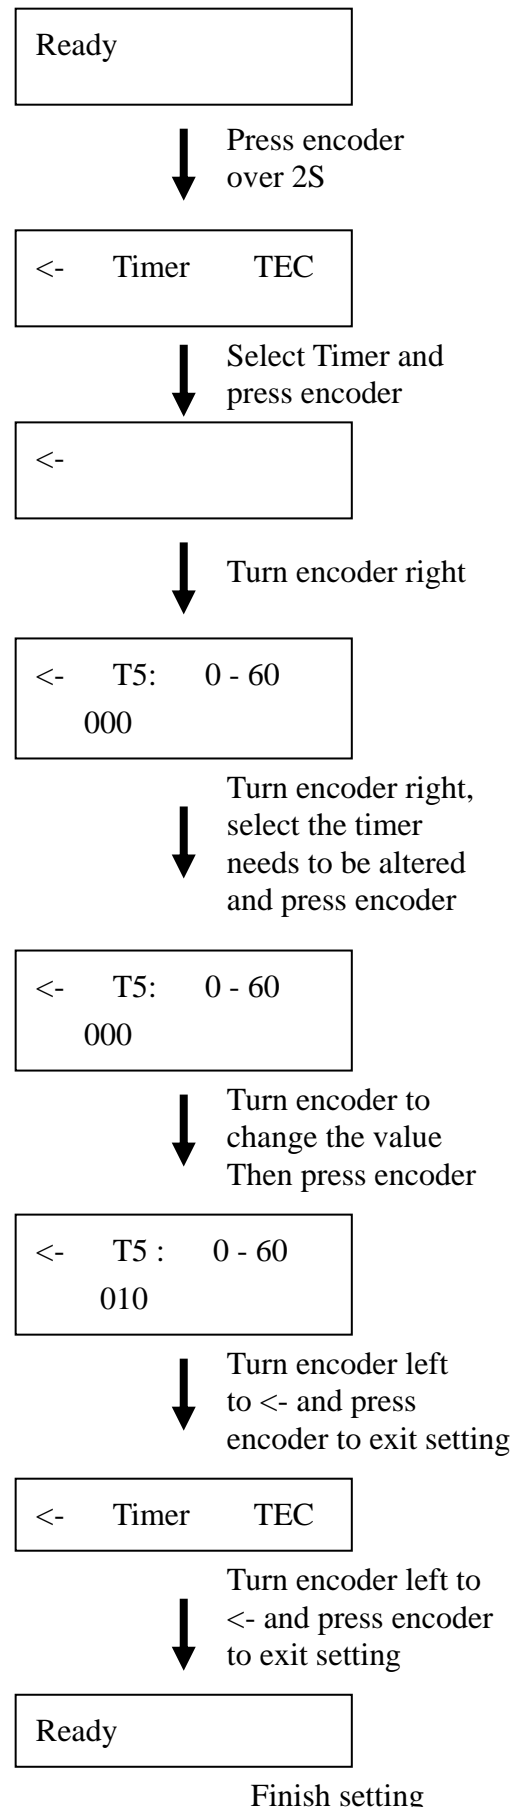 Ready
Press encoder
over 2S
<- Timer TEC
Select Timer and
press encoder
<-
Turn encoder right
<- T5: 0 - 60
000
Turn encoder right,
select the timer
needs to be altered
and press encoder
<- T5: 0 - 60
000
Turn encoder to
change the value
Then press encoder
<- T5 : 0 - 60
010
Turn encoder left
to <- and press
encoder to exit setting
<- Timer TEC
Turn encoder left to
<- and press encoder
to exit setting
Ready
Finish setting